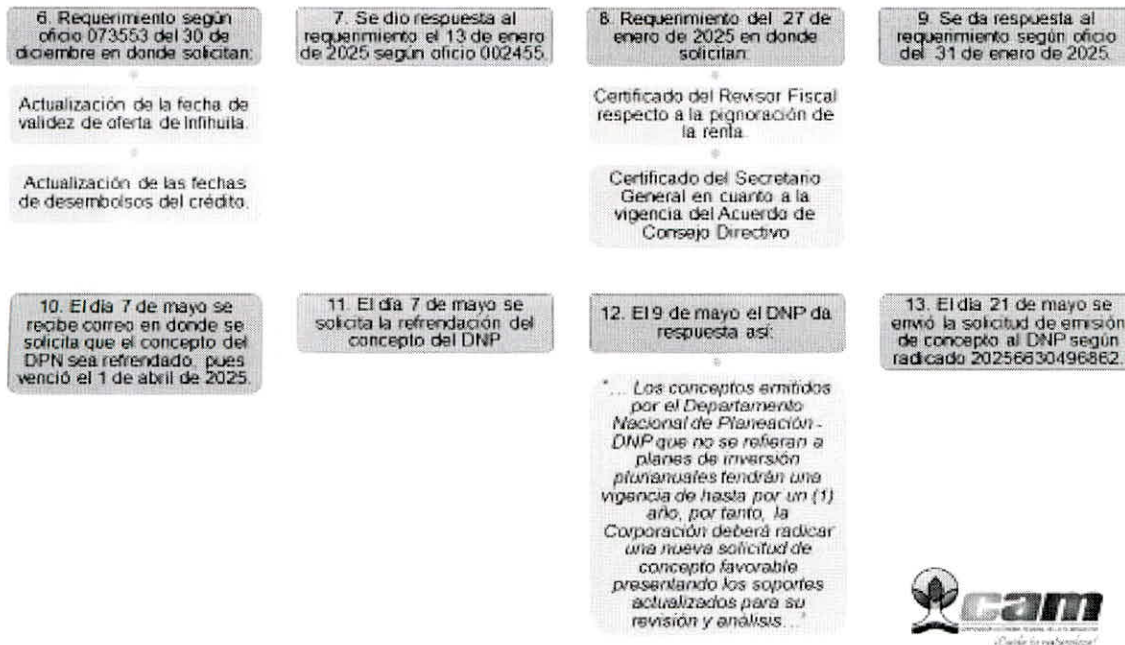 6. Requerimiento según
oficio 073553 del 30 de
diciembre en donde solicitan:
Actualización de la fecha de
validez de oferta de Infihuila.
Actualización de las fechas
de desembolsos del crédito.
7. Se dio respuesta al
requerimiento el 13 de enero
de 2025 según oficio 002455.
8. Requerimiento del 27 de
enero de 2025 en donde
solicitan:
Certificado del Revisor Fiscal
respecto a la pignoración de
la renta.
Certificado del Secretario
General en cuanto a la
vigencia del Acuerdo de
Consejo Directivo
9. Se da respuesta al
requerimiento según oficio
del 31 de enero de 2025.
10. El día 7 de mayo se
recibe correo en donde se
solicita que el concepto del
DPN sea refrendado, pues
venció el 1 de abril de 2025.
11. El día 7 de mayo se
solicita la refrendación del
concepto del DNP
12. El 9 de mayo el DNP da
respuesta así:
"... Los conceptos emitidos
por el Departamento
Nacional de Planeación -
DNP que no se refieran a
planes de inversión
plurianuales tendrán una
vigencia de hasta por un (1)
año, por tanto, la
Corporación deberá radicar
una nueva solicitud de
concepto favorable
presentando los soportes
actualizados para su
revisión y análisis..."
13. El día 21 de mayo se
envió la solicitud de emisión
de concepto al DNP según
radicado 20256630496862.
cam